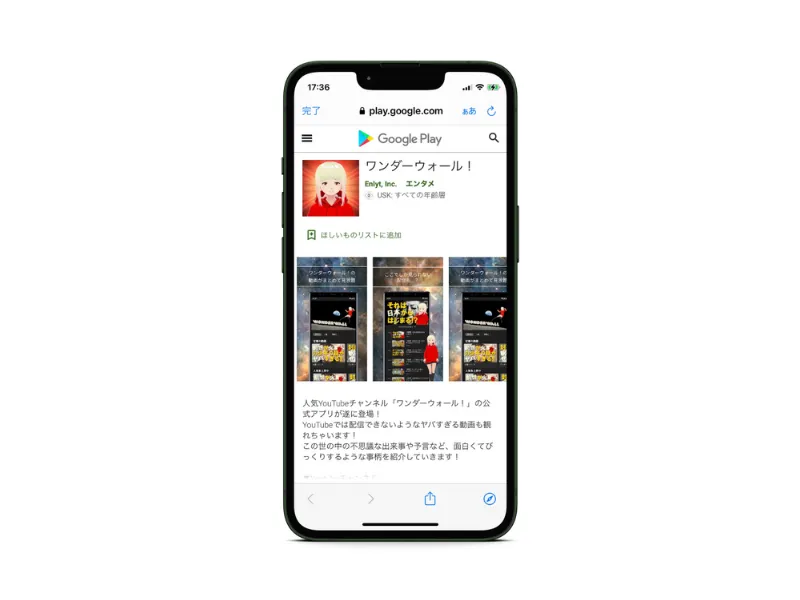 17:36
完了
play.google.com
ぁあ
Google Play
ワンダーウォール！
Enlyt, Inc. エンタメ
USK: すべての年齢層
ほしいものリストに追加
ワンダーウォール！の
動画がまとめて見放題
ワンダーウォール！の
動画がまとめて見放題
それは
日本から
はじまる!?
人気YouTubeチャンネル「ワンダーウォール！」の公
式アプリが遂に登場！
YouTubeでは配信できないようなヤバすぎる動画も観
れちゃいます！
この世の中の不思議な出来事や予言など、面白くてび
っくりするような事柄を紹介していきます！